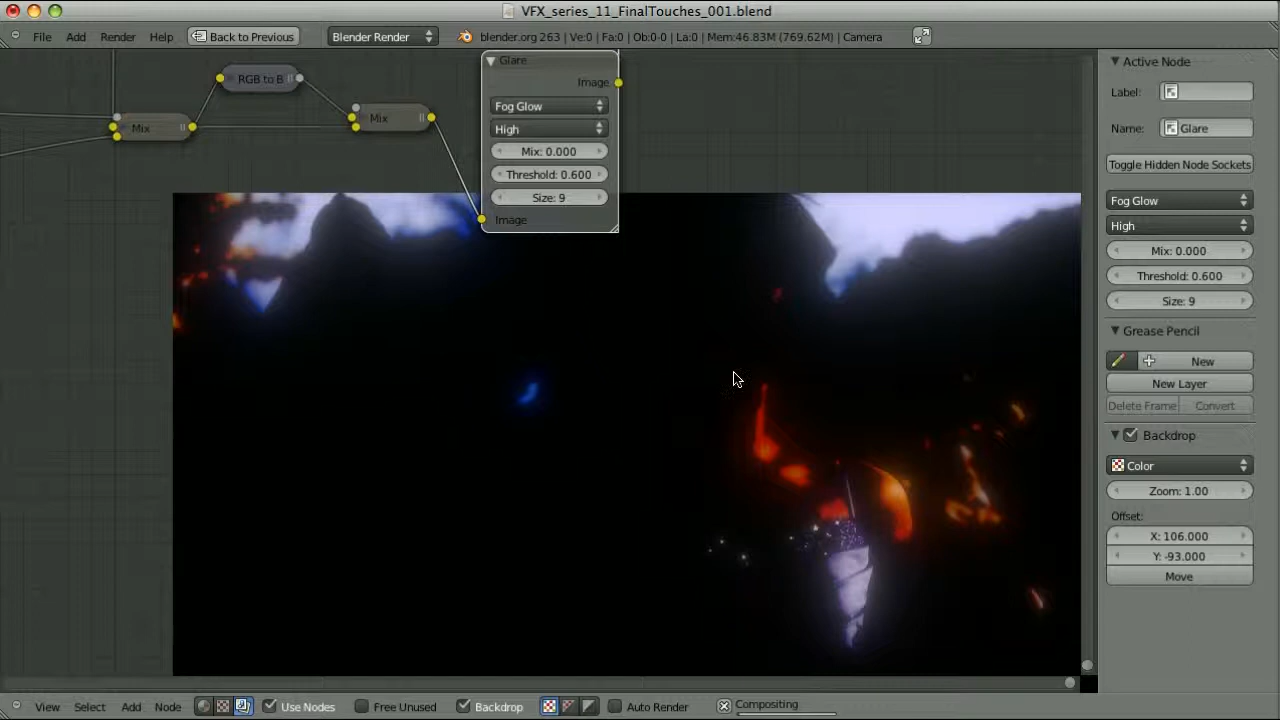 VFX_series_11_FinalTouches_001.blend
File Add Render Help Back to Previous Blender Render blender.org 263 | Ve:0 | Fa:0 | Ob:0-0 | La:0 | Mem:46.83M (769.62M) | Camera
Glare
Image
RGB to B
Fog Glow
Mix
Mix
High
Mix: 0.000
Threshold: 0.600
Size: 9
Image
Active Node
Label:
Name: Glare
Toggle Hidden Node Sockets
Fog Glow
High
Mix: 0.000
Threshold: 0.600
Size: 9
Grease Pencil
New
New Layer
Delete Frame Convert
Backdrop
Color
Zoom: 1.00
Offset:
X: 106.000
Y: -93.000
Move
View Select Add Node Use Nodes Free Unused Backdrop Auto Render Compositing